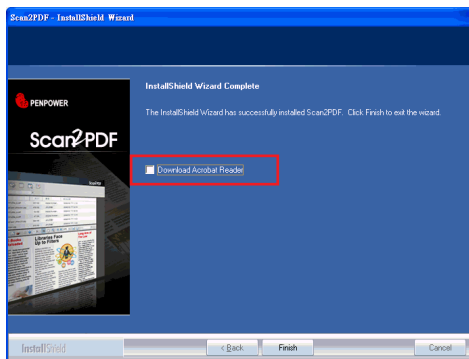 Scan2PDF - InstallShield Wizard
InstallShield Wizard Complete
The InstallShield Wizard has successfully installed Scan2PDF. Click Finish to exit the wizard.
PENPOWER
Scan2PDF
Download Acrobat Reader
Libraries Face
Up to Filters
InstallShield
< Back
Finish
Cancel